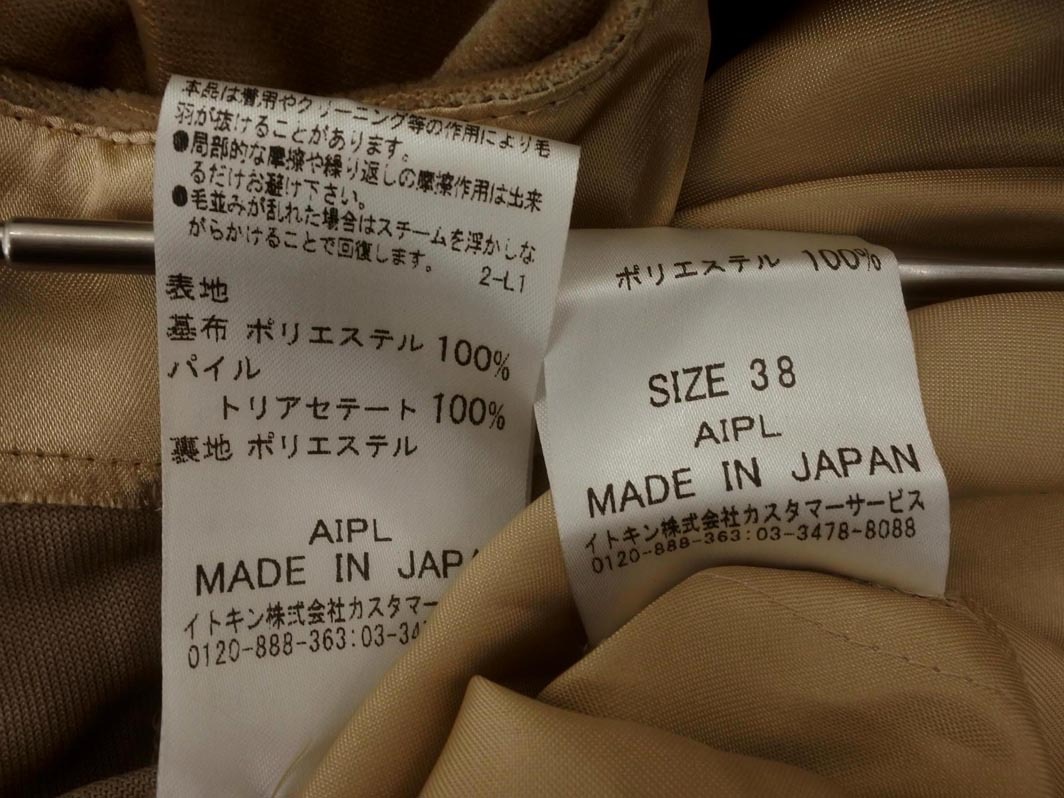 本品は着用やクリーニング等の作用により毛
羽が抜けることがあります。
●局部的な摩擦や繰り返しの摩擦作用は出来
るだけお避け下さい。
●毛並みが乱れた場合はスチームを浮かしな
がらかけることで回復します。
2-L1
表地
基布 ポリエステル 100%
パイル
トリアセテート 100%
裏地 ポリエステル
AIPL
MADE IN JAP
イトキン株式会社カスタマー
0120-888-363:03-34
ポリエステル 100%
SIZE 38
AIPL
MADE IN JAPAN
イトキン株式会社カスタマーサービス
0120-888-363:03-3478-8088